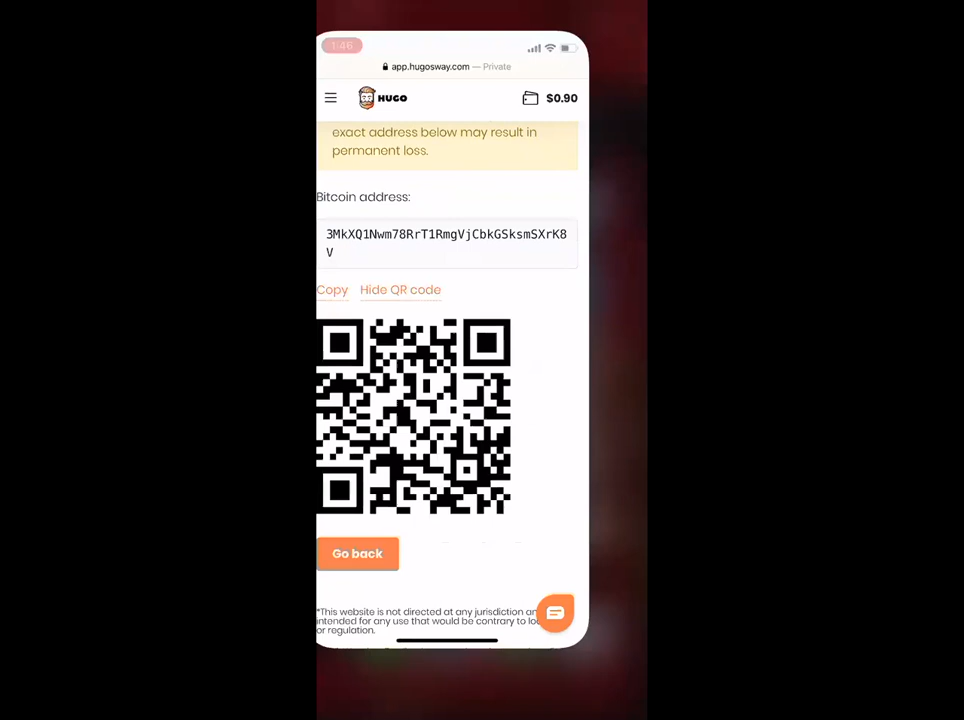 1:46
app.hugosway.com — Private
HUGO
$0.90
exact address below may result in
permanent loss.
Bitcoin address:
3MkXQ1Nwm78RrT1RmgVjCbkGSksmSXrK8
V
Copy Hide QR code
Go back
*This website is not directed at any jurisdiction
intended for any use that would be contrary to
or regulation.